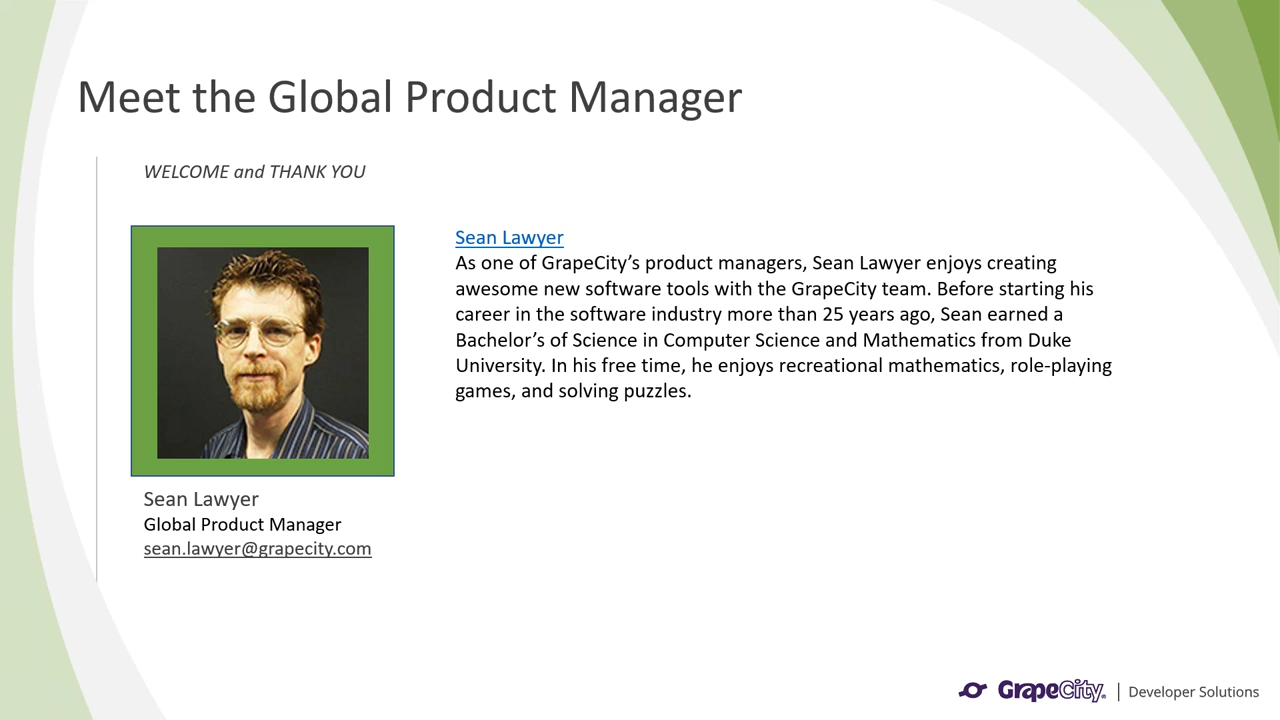 Meet the Global Product Manager
WELCOME and THANK YOU
Sean Lawyer
As one of GrapeCity’s product managers, Sean Lawyer enjoys creating
awesome new software tools with the GrapeCity team. Before starting his
career in the software industry more than 25 years ago, Sean earned a
Bachelor’s of Science in Computer Science and Mathematics from Duke
University. In his free time, he enjoys recreational mathematics, role-playing
games, and solving puzzles.
Sean Lawyer
Global Product Manager
sean.lawyer@grapecity.com
GrapeCity® | Developer Solutions